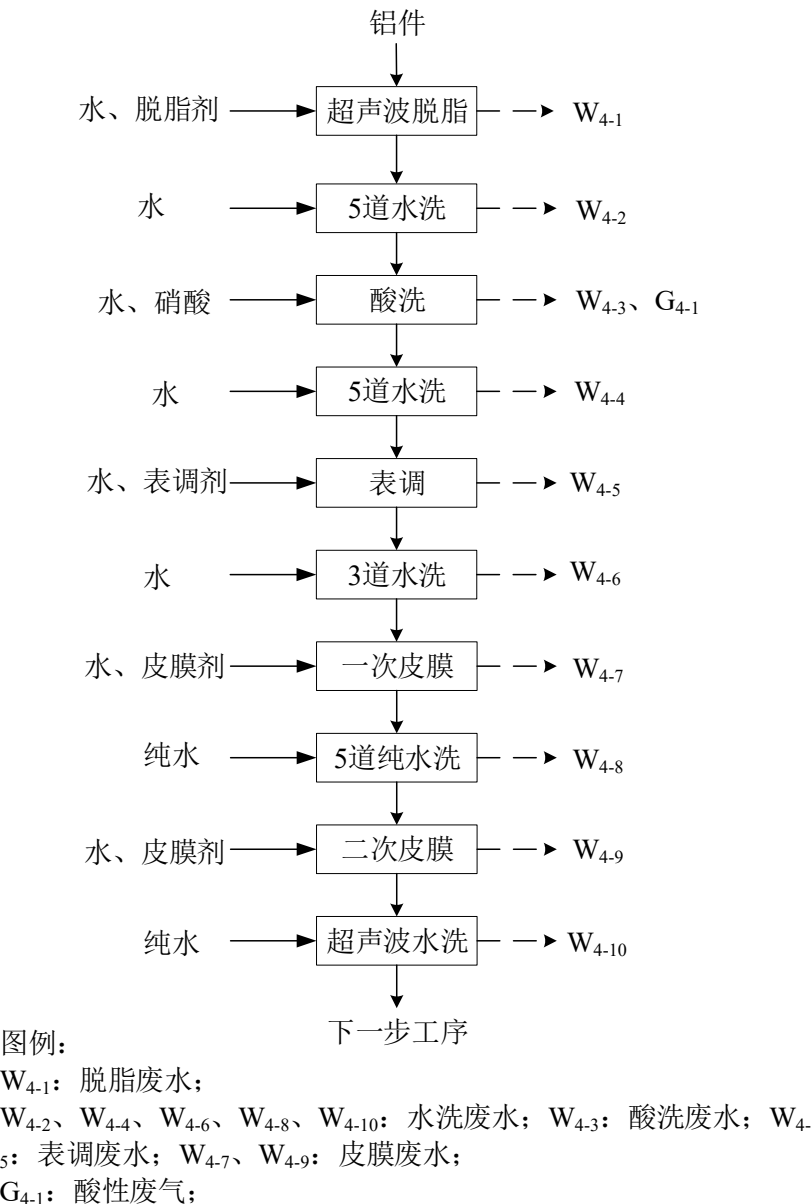 铝件
水、脱脂剂 超声波脱脂 W4-1
水 5道水洗 W4-2
水、硝酸 酸洗 W4-3、G4-1
水 5道水洗 W4-4
水、表调剂 表调 W4-5
水 3道水洗 W4-6
水、皮膜剂 一次皮膜 W4-7
纯水 5道纯水洗 W4-8
水、皮膜剂 二次皮膜 W4-9
纯水 超声波水洗 W4-10
下一步工序
图例：
W4-1：脱脂废水；
W4-2、W4-4、W4-6、W4-8、W4-10：水洗废水；W4-3：酸洗废水；W4-
5：表调废水；W4-7、W4-9：皮膜废水；
G4-1：酸性废气；